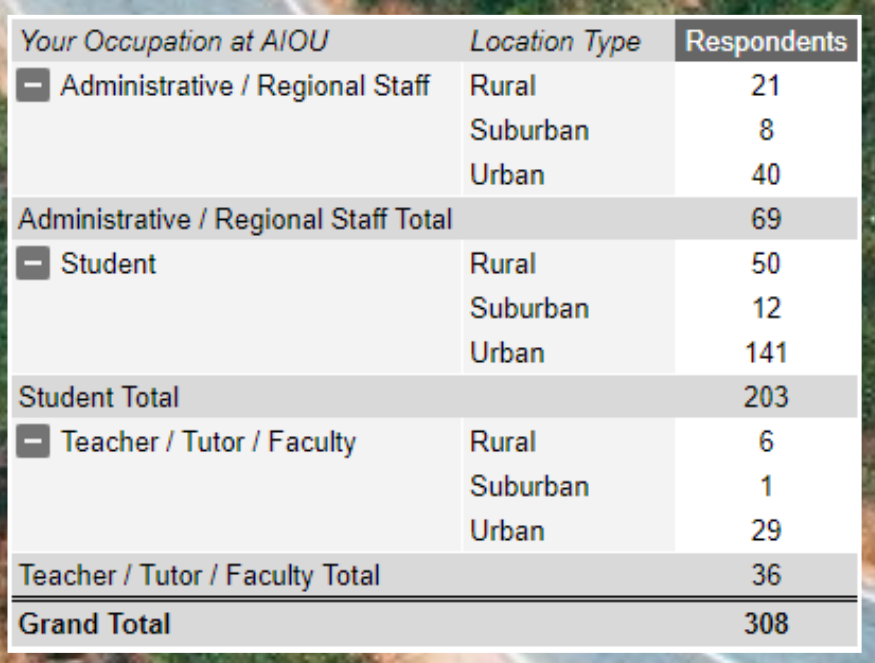 Your Occupation at AIOU Location Type Respondents
Administrative / Regional Staff Rural 21
Suburban 8
Urban 40
Administrative / Regional Staff Total 69
Student Rural 50
Suburban 12
Urban 141
Student Total 203
Teacher / Tutor / Faculty Rural 6
Suburban 1
Urban 29
Teacher / Tutor / Faculty Total 36
Grand Total 308